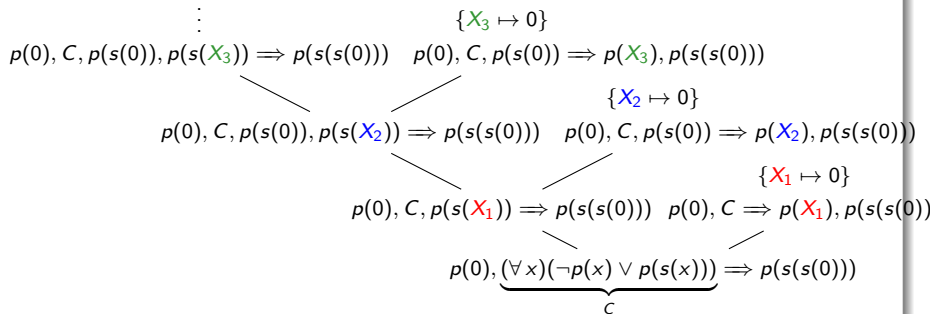 ⋮ {X₃ ↦ 0}
p(0), C, p(s(0)), p(s(X₃)) ⟹ p(s(s(0))) p(0), C, p(s(0)) ⟹ p(X₃), p(s(s(0)))
{X₂ ↦ 0}
p(0), C, p(s(0)), p(s(X₂)) ⟹ p(s(s(0))) p(0), C, p(s(0)) ⟹ p(X₂), p(s(s(0)))
{X₁ ↦ 0}
p(0), C, p(s(X₁)) ⟹ p(s(s(0))) p(0), C ⟹ p(X₁), p(s(s(0))
p(0), (∀ x)(¬p(x) ∨ p(s(x))) ⟹ p(s(s(0)))
C